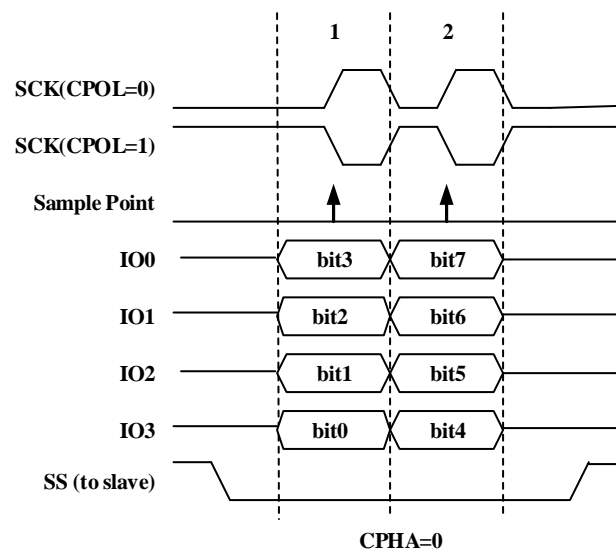 1 2
SCK(CPOL=0)
SCK(CPOL=1)
Sample Point
IO0 bit3 bit7
IO1 bit2 bit6
IO2 bit1 bit5
IO3 bit0 bit4
SS (to slave)
CPHA=0